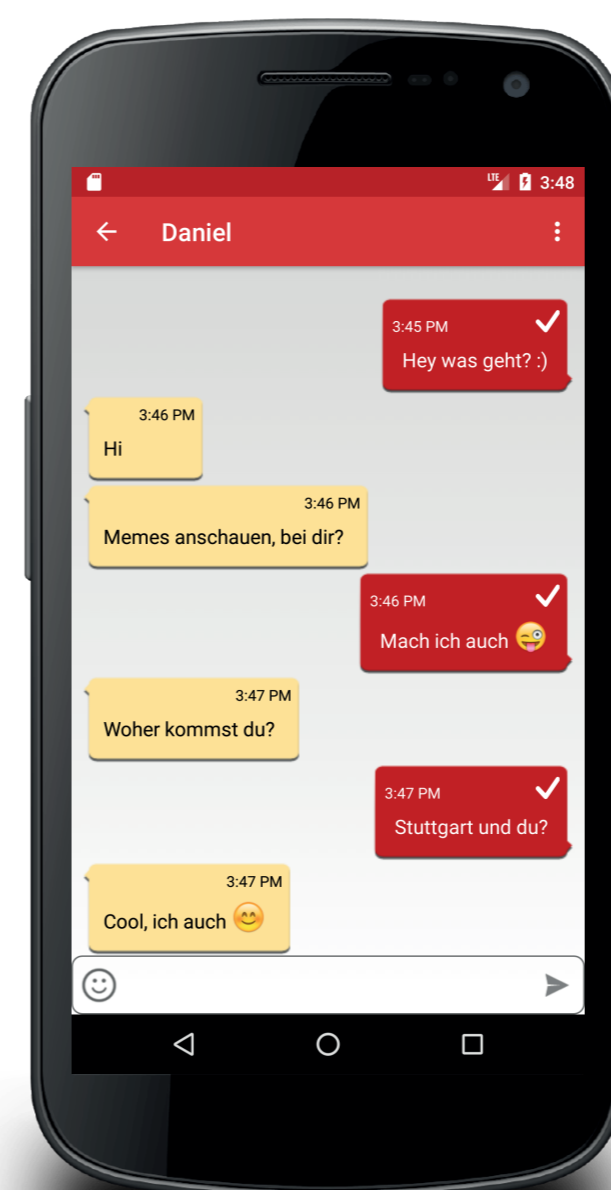 LTE 3:48
Daniel
3:45 PM
Hey was geht? :)
3:46 PM
Hi
3:46 PM
Memes anschauen, bei dir?
3:46 PM
Mach ich auch 😜
3:47 PM
Woher kommst du?
3:47 PM
Stuttgart und du?
3:47 PM
Cool, ich auch 😊